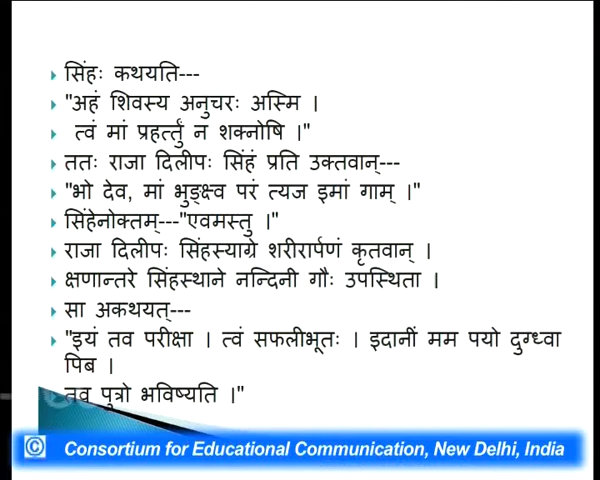 सिंहः कथयति---
"अहं शिवस्य अनुचरः अस्मि ।
त्वं मां प्रहर्त्तुं न शक्नोषि ।"
ततः राजा दिलीपः सिंहं प्रति उक्तवान्---
"भो देव, मां भुङ्क्ष्व परं त्यज इमां गाम् ।"
सिंहेनोक्तम्---"एवमस्तु ।"
राजा दिलीपः सिंहस्याग्रे शरीरार्पणं कृतवान् ।
क्षणान्तरे सिंहस्थाने नन्दिनी गौः उपस्थिता ।
सा अकथयत्---
"इयं तव परीक्षा । त्वं सफलीभूतः । इदानीं मम पयो दुग्ध्वा
पिब ।
तव पुत्रो भविष्यति ।"
© Consortium for Educational Communication, New Delhi, India